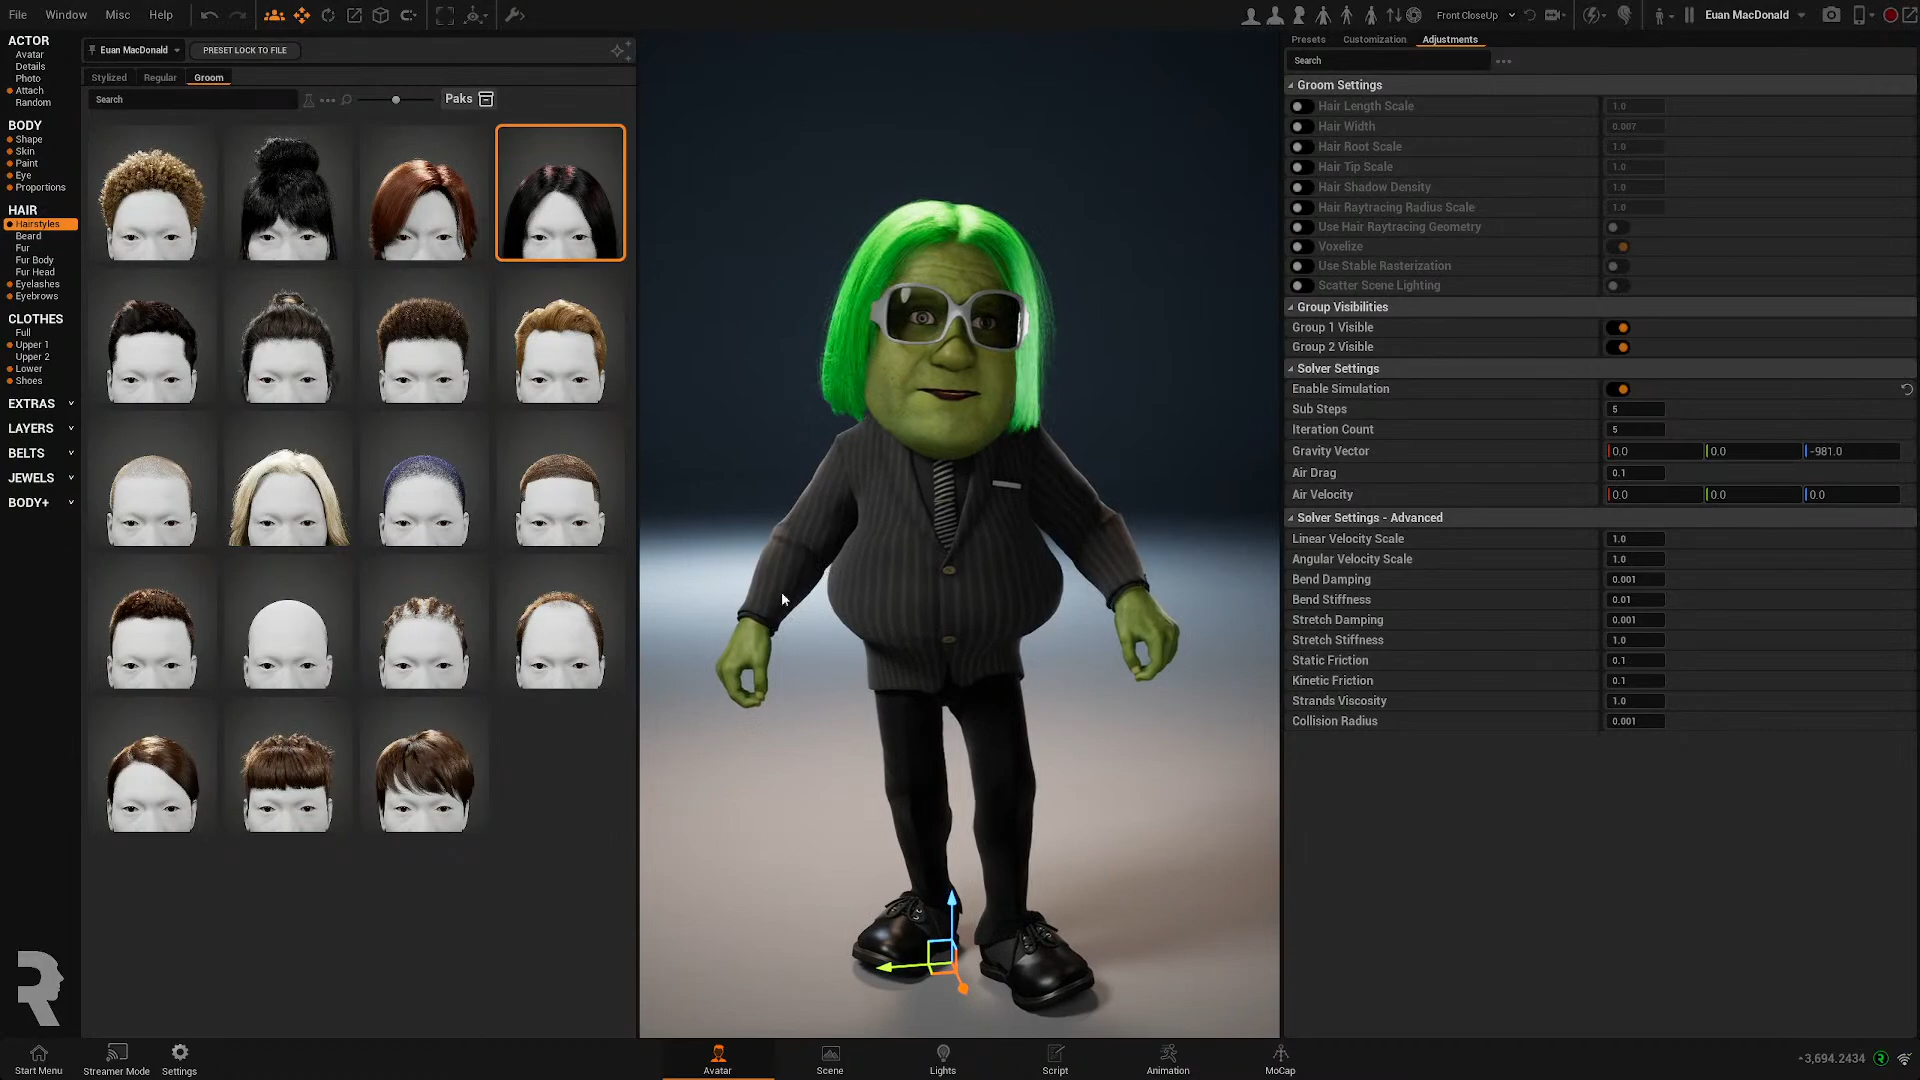 File Window Misc Help
Front CloseUp
Euan MacDonald
ACTOR
Avatar
Details
Photo
Attach
Random
BODY
Shape
Skin
Paint
Eye
Proportions
HAIR
Hairstyles
Beard
Fur
Fur Body
Fur Head
Eyelashes
Eyebrows
CLOTHES
Full
Upper 1
Upper 2
Lower
Shoes
EXTRAS
LAYERS
BELTS
JEWELS
BODY+
Euan MacDonald PRESET LOCK TO FILE
Stylized Regular Groom
Search Paks
Presets Customization Adjustments
Search
Groom Settings
Hair Length Scale 1.0
Hair Width 0.007
Hair Root Scale 1.0
Hair Tip Scale 1.0
Hair Shadow Density 1.0
Hair Raytracing Radius Scale 1.0
Use Hair Raytracing Geometry
Voxelize
Use Stable Rasterization
Scatter Scene Lighting
Group Visibilities
Group 1 Visible
Group 2 Visible
Solver Settings
Enable Simulation
Sub Steps 5
Iteration Count 5
Gravity Vector 0.0 0.0 -981.0
Air Drag 0.1
Air Velocity 0.0 0.0 0.0
Solver Settings - Advanced
Linear Velocity Scale 1.0
Angular Velocity Scale 1.0
Bend Damping 0.001
Bend Stiffness 0.01
Stretch Damping 0.001
Stretch Stiffness 1.0
Static Friction 0.1
Kinetic Friction 0.1
Strands Viscosity 1.0
Collision Radius 0.001
Start Menu Streamer Mode Settings
Avatar Scene Lights Script Animation MoCap
-3,694.2434